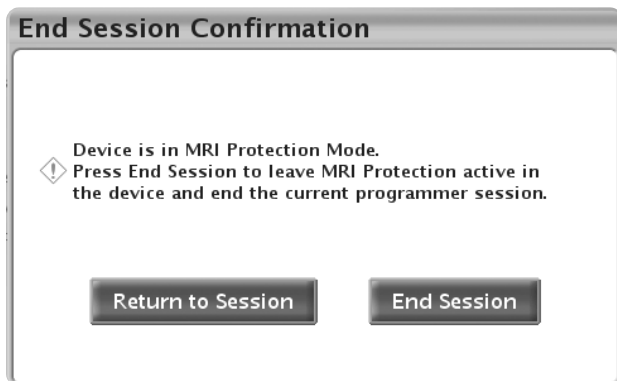 End Session Confirmation
Device is in MRI Protection Mode.
Press End Session to leave MRI Protection active in
the device and end the current programmer session.
Return to Session
End Session